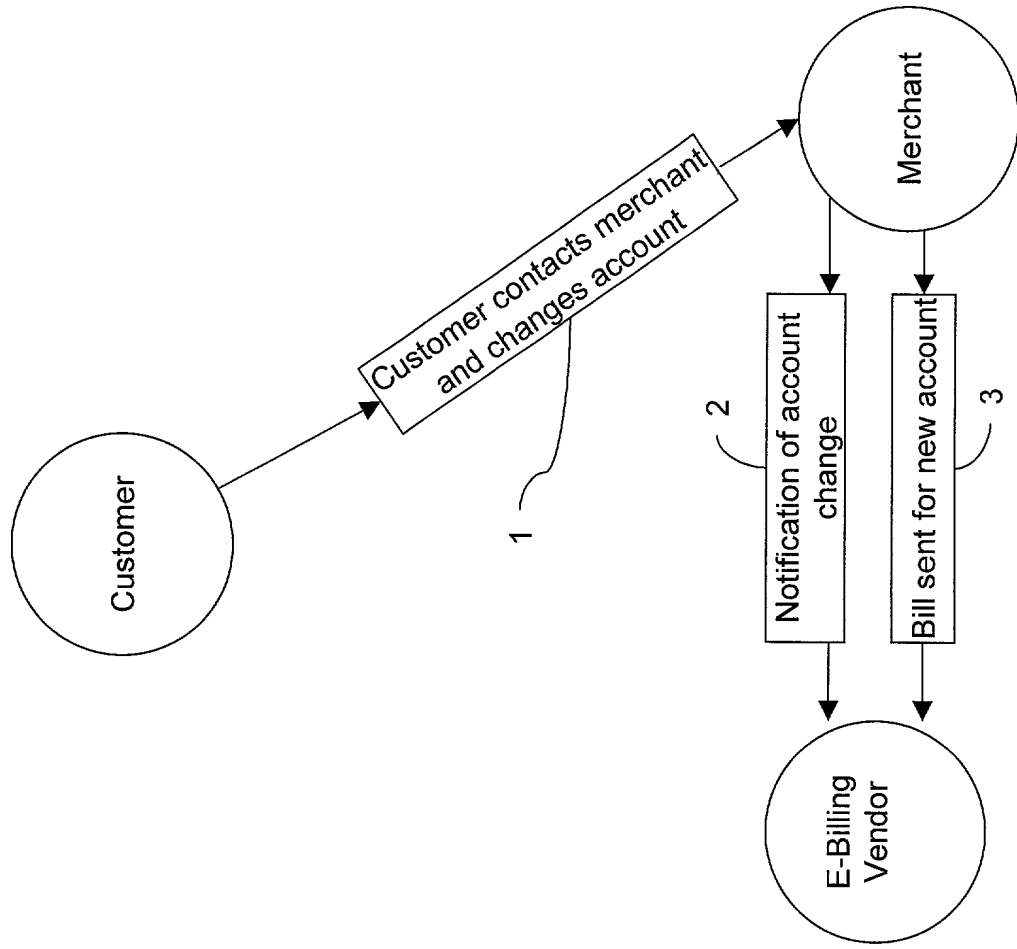 Customer
Customer contacts merchant
and changes account
1
2
Notification of account
change
Bill sent for new account
3
Merchant
E-Billing
Vendor